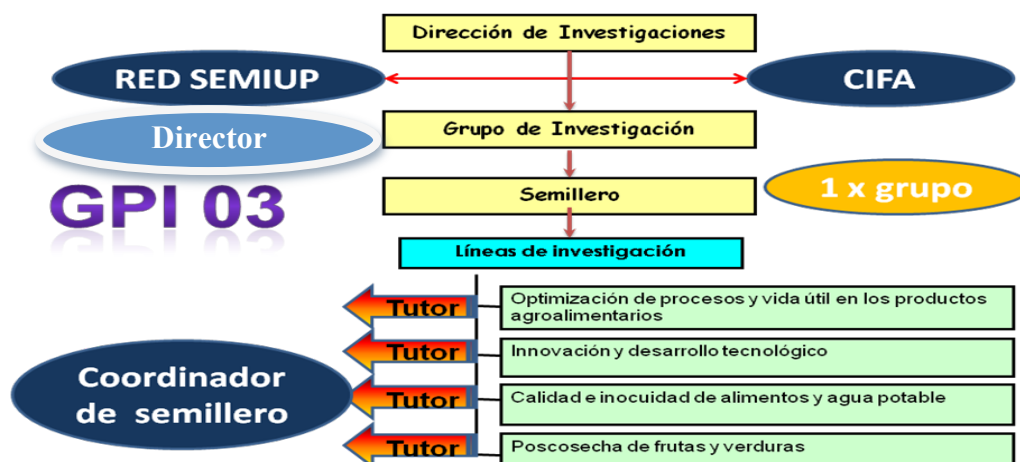 Dirección de Investigaciones
RED SEMIUP
CIFA
Director
Grupo de Investigación
GPI 03
Semillero
1 x grupo
Líneas de investigación
Tutor
Optimización de procesos y vida útil en los productos
agroalimentarios
Tutor
Innovación y desarrollo tecnológico
Coordinador
de semillero
Tutor
Calidad e inocuidad de alimentos y agua potable
Tutor
Poscosecha de frutas y verduras